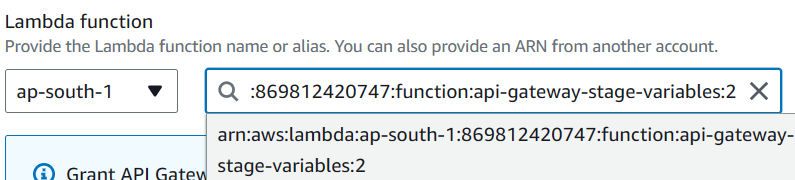 Lambda function
Provide the Lambda function name or alias. You can also provide an ARN from another account.
ap-south-1
:869812420747:function:api-gateway-stage-variables:2
arn:aws:lambda:ap-south-1:869812420747:function:api-gateway-
stage-variables:2
Grant API Gatew